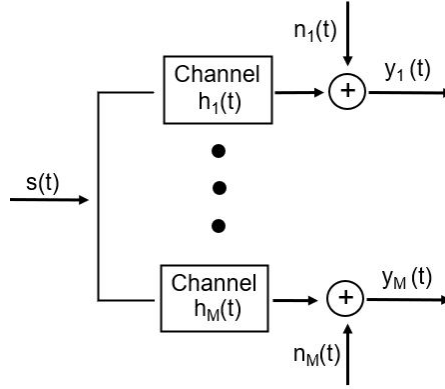 n₁(t)
Channel
h₁(t)
+
y₁ (t)
s(t)
Channel
h_M(t)
+
y_M (t)
n_M(t)